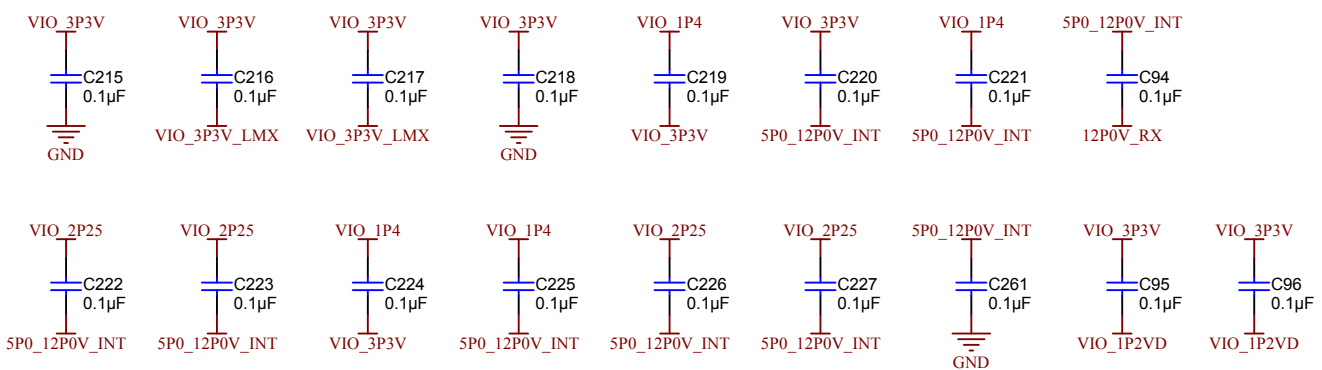 VIO_3P3V VIO_3P3V VIO_3P3V VIO_3P3V VIO_1P4 VIO_3P3V VIO_1P4 5P0_12P0V_INT
C215 C216 C217 C218 C219 C220 C221 C94
0.1µF 0.1µF 0.1µF 0.1µF 0.1µF 0.1µF 0.1µF 0.1µF
VIO_3P3V_LMX VIO_3P3V_LMX VIO_3P3V 5P0_12P0V_INT 5P0_12P0V_INT 12P0V_RX
GND GND
VIO_2P25 VIO_2P25 VIO_1P4 VIO_1P4 VIO_2P25 VIO_2P25 5P0_12P0V_INT VIO_3P3V VIO_3P3V
C222 C223 C224 C225 C226 C227 C261 C95 C96
0.1µF 0.1µF 0.1µF 0.1µF 0.1µF 0.1µF 0.1µF 0.1µF 0.1µF
5P0_12P0V_INT 5P0_12P0V_INT VIO_3P3V 5P0_12P0V_INT 5P0_12P0V_INT 5P0_12P0V_INT VIO_1P2VD VIO_1P2VD
GND